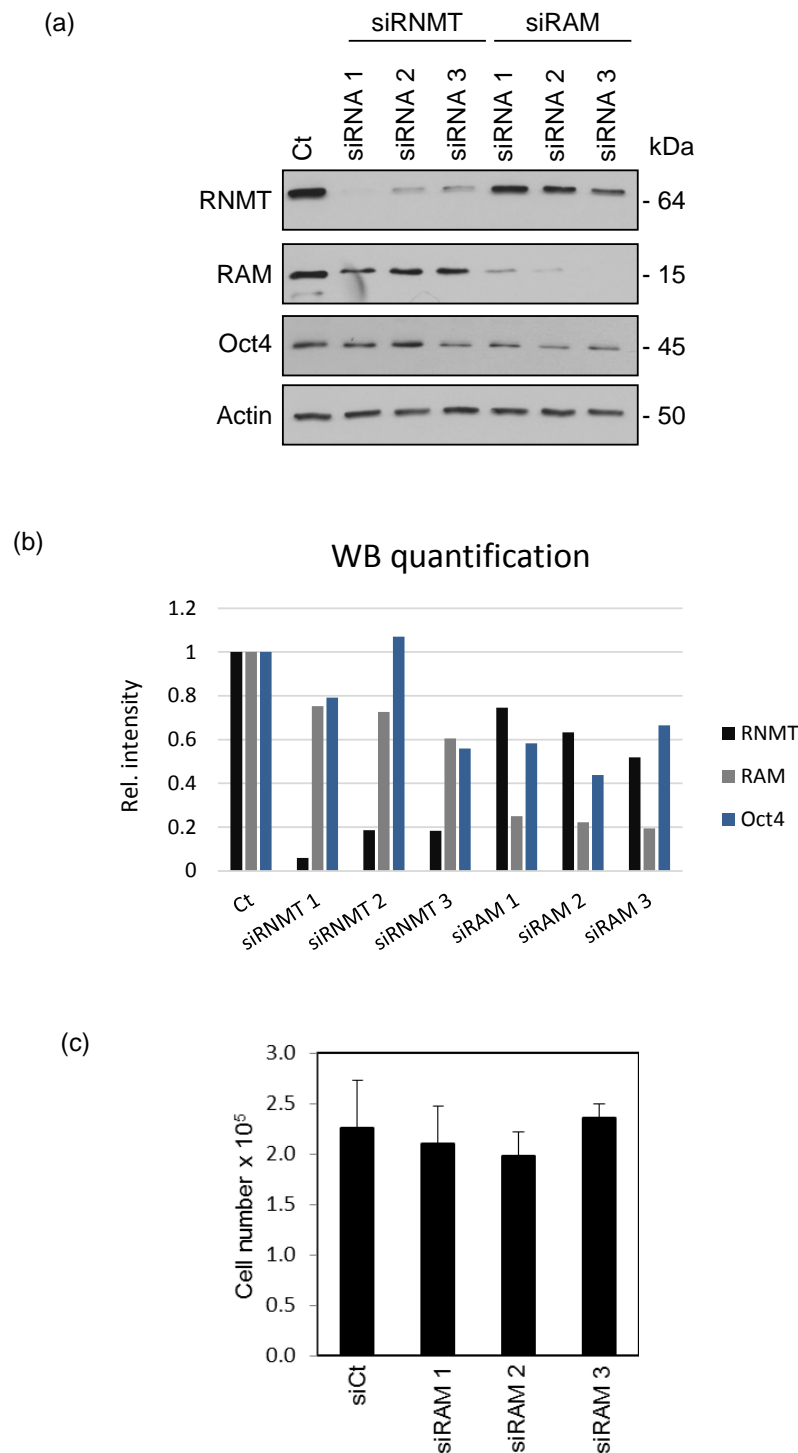 (a)
siRNMT siRAM
Ct siRNA 1 siRNA 2 siRNA 3 siRNA 1 siRNA 2 siRNA 3 kDa
RNMT - 64
RAM - 15
Oct4 - 45
Actin - 50
(b)
WB quantification
1.2
1
0.8
0.6
0.4
0.2
0
Rel. intensity
Ct siRNMT 1 siRNMT 2 siRNMT 3 siRAM 1 siRAM 2 siRAM 3
RNMT
RAM
Oct4
(c)
3.0
2.5
2.0
1.5
1.0
0.5
0.0
Cell number x 10⁵
siCt siRAM 1 siRAM 2 siRAM 3